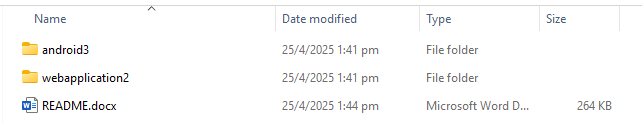 Name Date modified Type Size
android3 25/4/2025 1:41 pm File folder
webapplication2 25/4/2025 1:41 pm File folder
README.docx 25/4/2025 1:44 pm Microsoft Word D... 264 KB